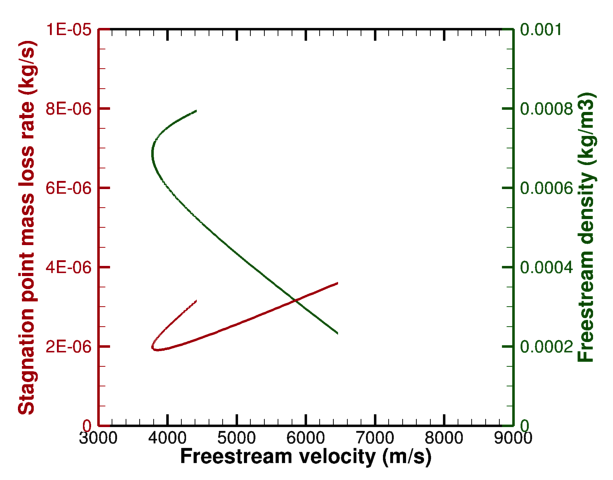 Stagnation point mass loss rate (kg/s)
1E-05
8E-06
6E-06
4E-06
2E-06
0
0.001
0.0008
0.0006
0.0004
0.0002
0
Freestream density (kg/m3)
3000 4000 5000 6000 7000 8000 9000
Freestream velocity (m/s)